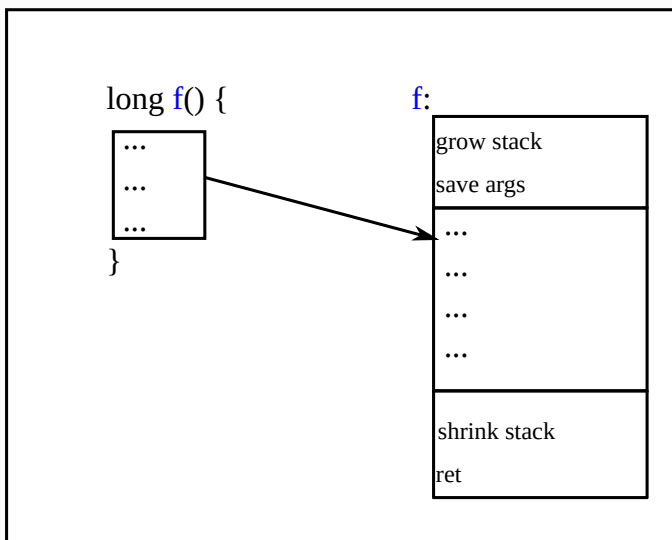 long f() {
...
...
...
}
f:
grow stack
save args
...
...
...
...
shrink stack
ret